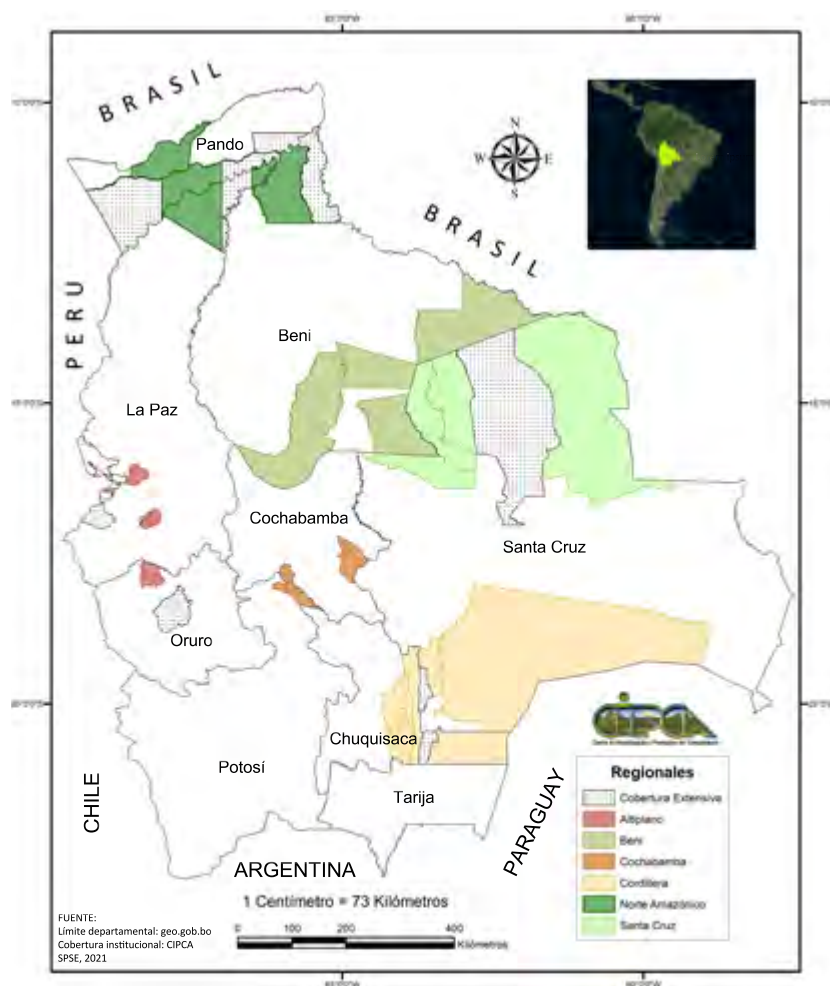 BRASIL
Pando
N
W E
S
BRASIL
PERU
Beni
La Paz
Cochabamba
Santa Cruz
Oruro
Chuquisaca
Potosí
Tarija
CHILE
PARAGUAY
ARGENTINA
CIPCA
Regionales
Cobertura Extensiva
Altiplano
Beni
Cochabamba
Cordillera
Norte Amazónico
Santa Cruz
1 Centímetro = 73 Kilómetros
0 100 200 400
Kilómetros
FUENTE:
Límite departamental: geo.gob.bo
Cobertura institucional: CIPCA
SPSE, 2021